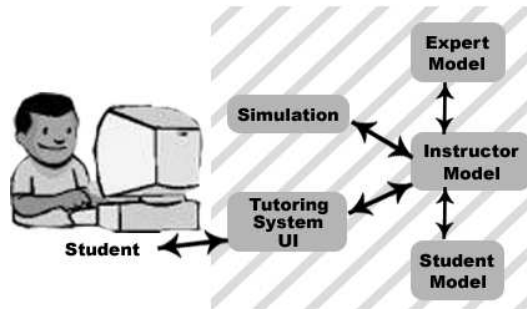 Expert
Model
Simulation
Instructor
Model
Tutoring
System
UI
Student
Student
Model